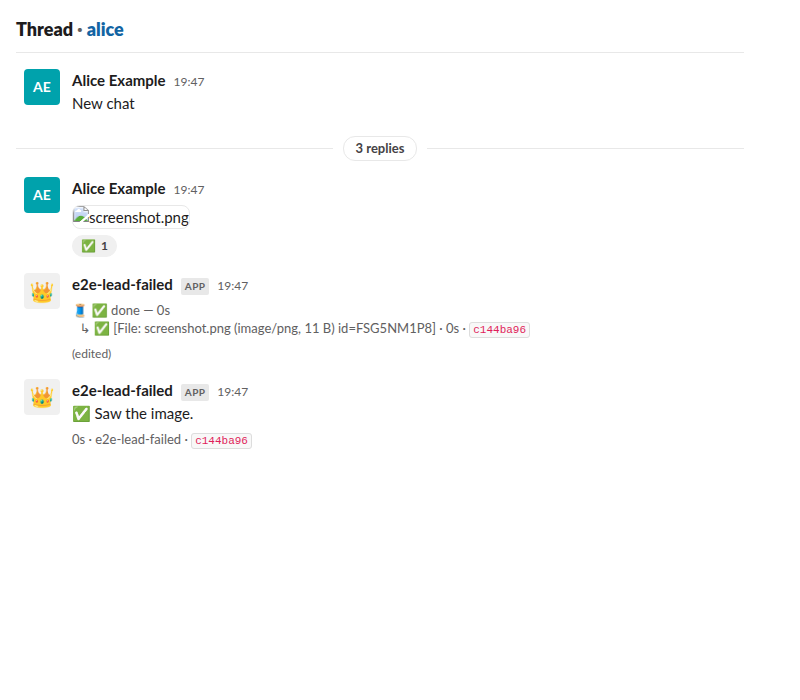 Thread · alice
AE
Alice Example 19:47
New chat
3 replies
AE
Alice Example 19:47
screenshot.png
✅ 1
e2e-lead-failed APP 19:47
🧵 ✅ done — 0s
↳ ✅ [File: screenshot.png (image/png, 11 B) id=FSG5NM1P8] · 0s · c144ba96
(edited)
e2e-lead-failed APP 19:47
✅ Saw the image.
0s · e2e-lead-failed · c144ba96